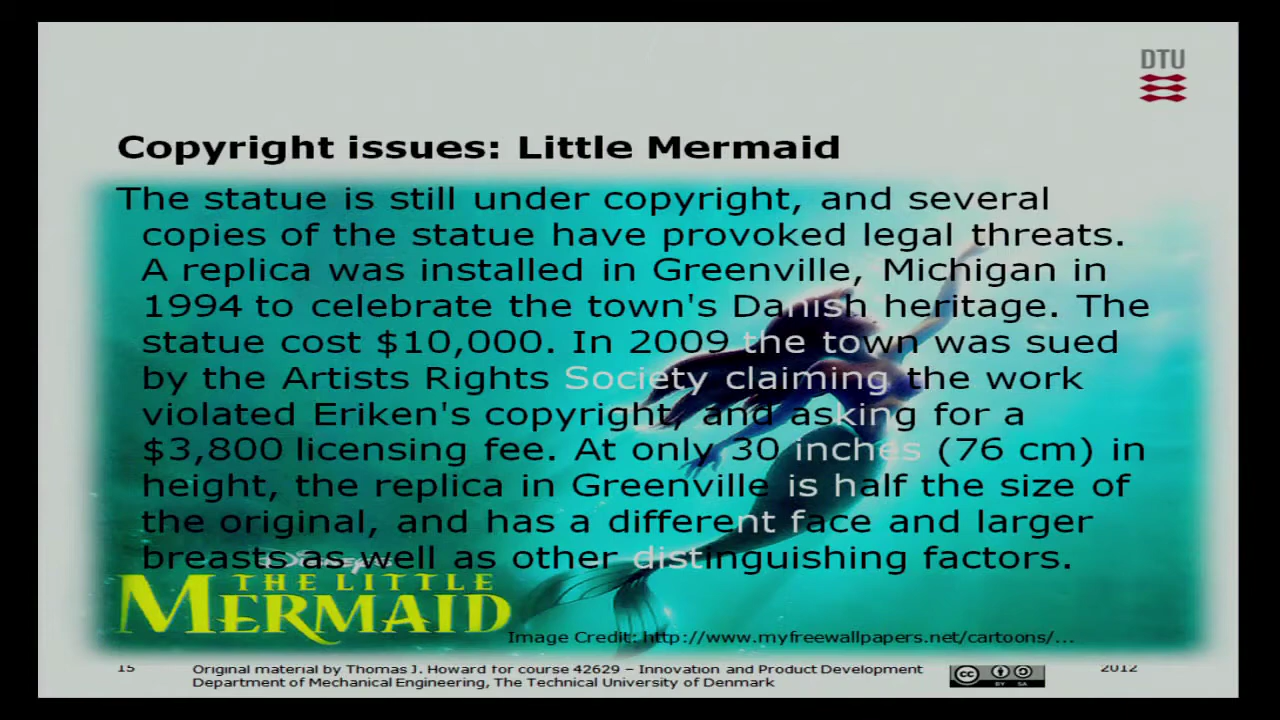 DTU
Copyright issues: Little Mermaid
The statue is still under copyright, and several
copies of the statue have provoked legal threats.
A replica was installed in Greenville, Michigan in
1994 to celebrate the town's Danish heritage. The
statue cost $10,000. In 2009 the town was sued
by the Artists Rights Society claiming the work
violated Eriken's copyright, and asking for a
$3,800 licensing fee. At only 30 inches (76 cm) in
height, the replica in Greenville is half the size of
the original, and has a different face and larger
breasts as well as other distinguishing factors.
DISNEY'S
THE LITTLE
MERMAID
Image Credit: http://www.myfreewallpapers.net/cartoons/...
15
Original material by Thomas J. Howard for course 42629 – Innovation and Product Development
Department of Mechanical Engineering, The Technical University of Denmark
cc
BY SA
2012